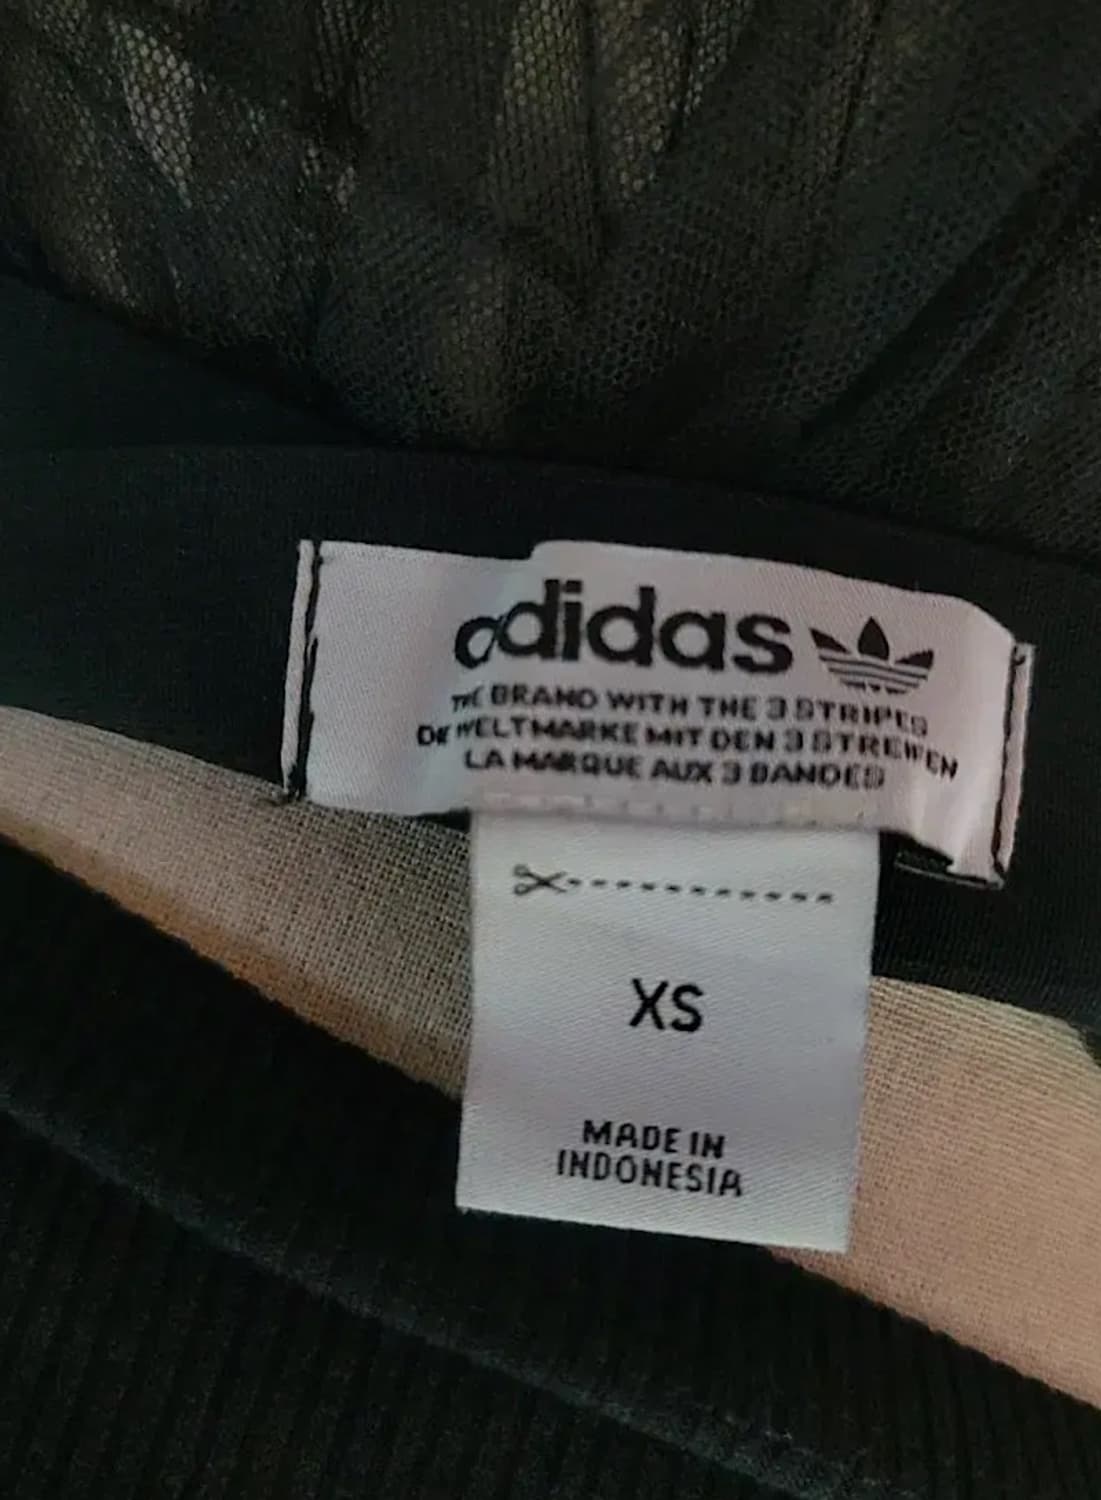 adidas
THE BRAND WITH THE 3 STRIPES
DIE WELTMARKE MIT DEN 3 STREIFEN
LA MARQUE AUX 3 BANDES
XS
MADE IN
INDONESIA